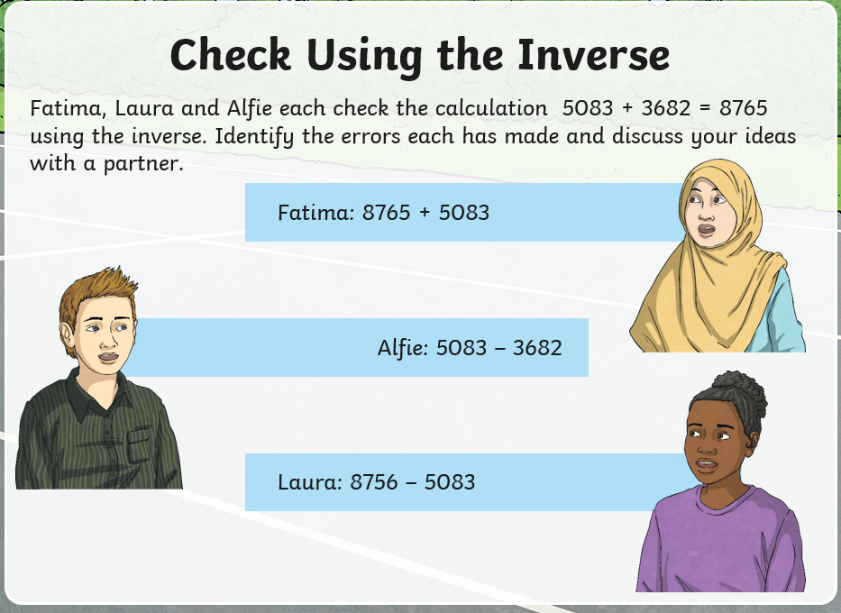 Check Using the Inverse
Fatima, Laura and Alfie each check the calculation 5083 + 3682 = 8765
using the inverse. Identify the errors each has made and discuss your ideas
with a partner.
Fatima: 8765 + 5083
Alfie: 5083 – 3682
Laura: 8756 – 5083